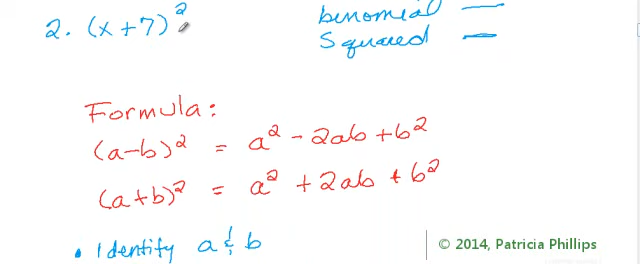 2. (x+7)²
binomial —
Squared —
Formula:
(a-b)² = a² - 2ab + b²
(a+b)² = a² + 2ab + b²
• Identify a & b
© 2014, Patricia Phillips